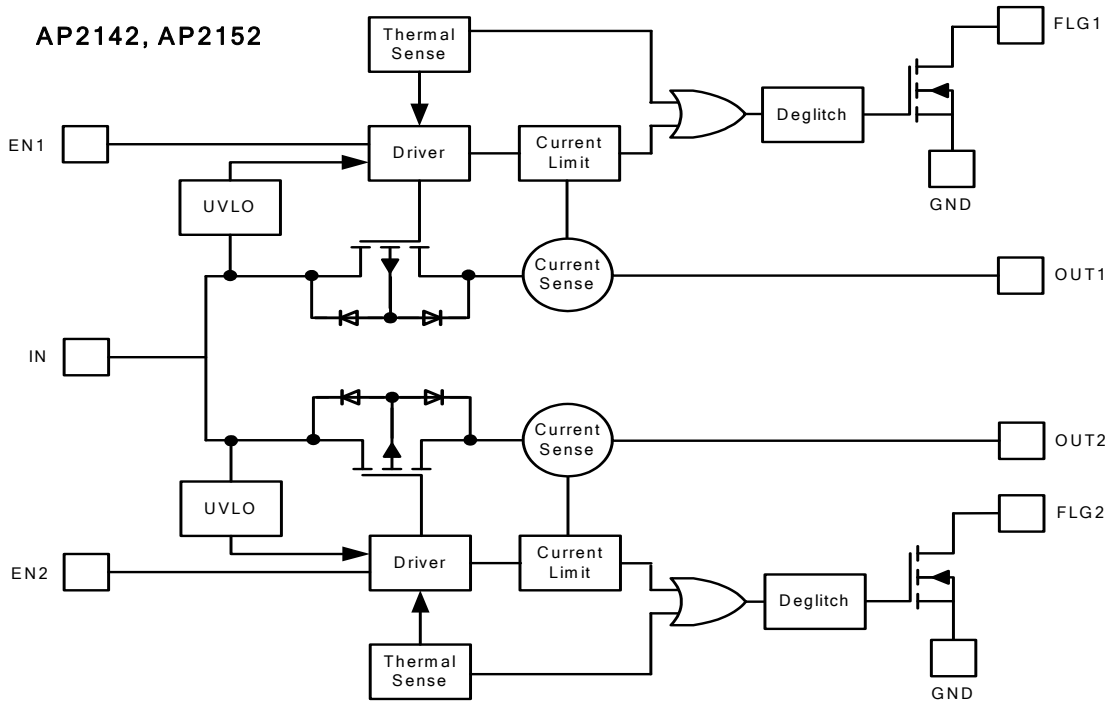 AP2142, AP2152
Thermal
Sense
FLG1
Deglitch
EN1
Driver
Current
Limit
UVLO
GND
Current
Sense
OUT1
IN
Current
Sense
OUT2
UVLO
FLG2
EN2
Driver
Current
Limit
Deglitch
Thermal
Sense
GND